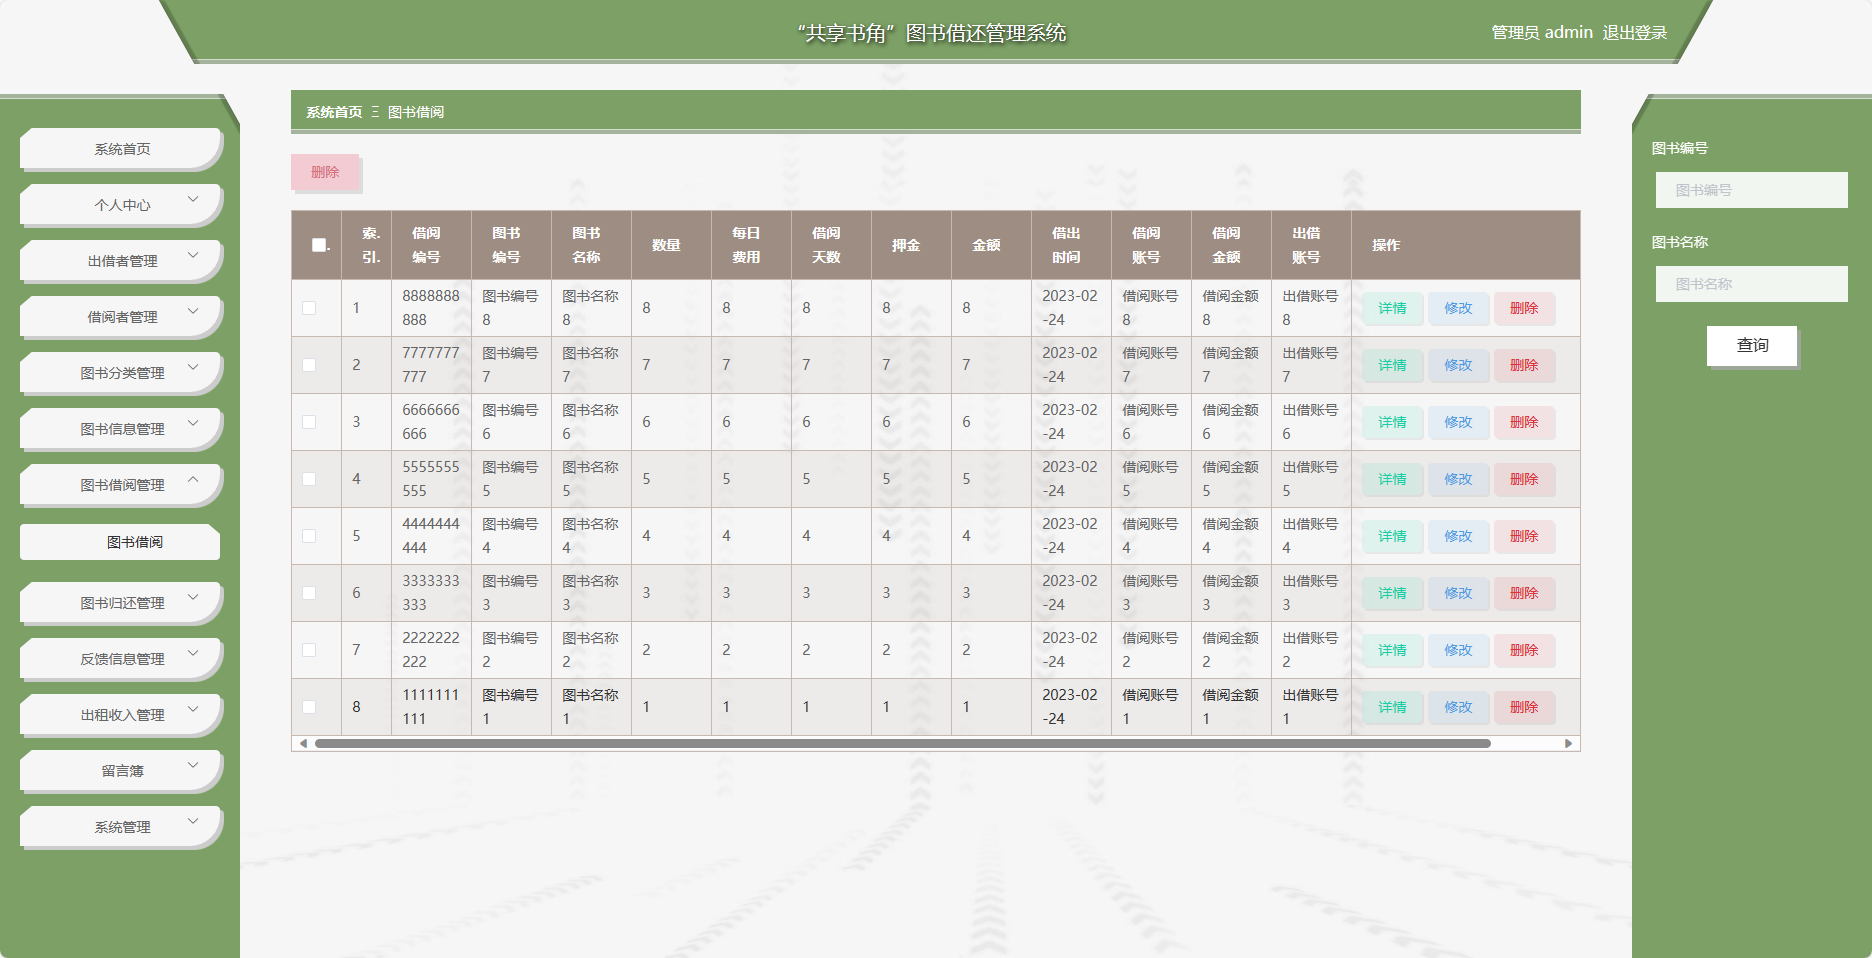 “共享书角”图书借还管理系统
管理员 admin 退出登录
系统首页
个人中心
出借者管理
借阅者管理
图书分类管理
图书信息管理
图书借阅管理
图书借阅
图书归还管理
反馈信息管理
出租收入管理
留言簿
系统管理
系统首页 Ξ 图书借阅
删除
索. 借阅 图书 图书 数量 每日 借阅 押金 金额 借出 借阅 借阅 出借 操作
引. 编号 编号 名称 费用 天数 时间 账号 金额 账号
1 8888888 图书编号 图书名称 8 8 8 8 8 2023-02 借阅账号 借阅金额 出借账号 详情 修改 删除
888 8 8 -24 8 8 8
2 7777777 图书编号 图书名称 7 7 7 7 7 2023-02 借阅账号 借阅金额 出借账号 详情 修改 删除
777 7 7 -24 7 7 7
3 6666666 图书编号 图书名称 6 6 6 6 6 2023-02 借阅账号 借阅金额 出借账号 详情 修改 删除
666 6 6 -24 6 6 6
4 5555555 图书编号 图书名称 5 5 5 5 5 2023-02 借阅账号 借阅金额 出借账号 详情 修改 删除
555 5 5 -24 5 5 5
5 4444444 图书编号 图书名称 4 4 4 4 4 2023-02 借阅账号 借阅金额 出借账号 详情 修改 删除
444 4 4 -24 4 4 4
6 3333333 图书编号 图书名称 3 3 3 3 3 2023-02 借阅账号 借阅金额 出借账号 详情 修改 删除
333 3 3 -24 3 3 3
7 2222222 图书编号 图书名称 2 2 2 2 2 2023-02 借阅账号 借阅金额 出借账号 详情 修改 删除
222 2 2 -24 2 2 2
8 1111111 图书编号 图书名称 1 1 1 1 1 2023-02 借阅账号 借阅金额 出借账号 详情 修改 删除
111 1 1 -24 1 1 1
图书编号
图书编号
图书名称
图书名称
查询